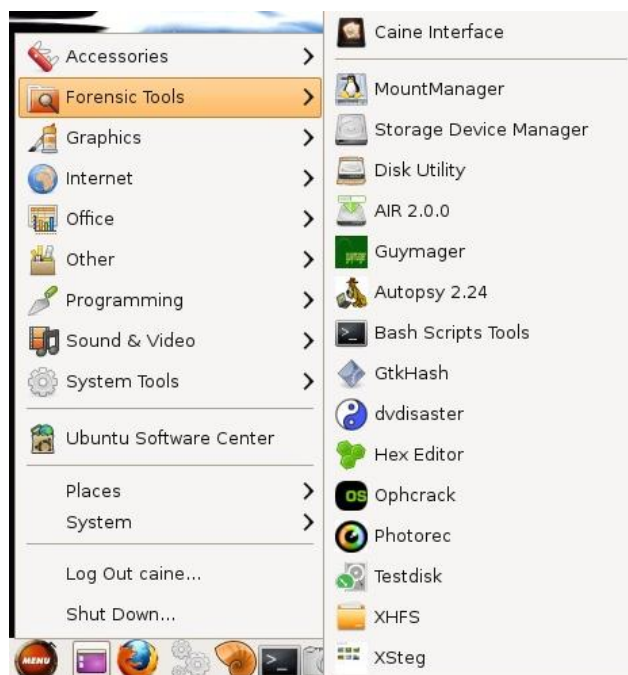 Accessories
Forensic Tools
Graphics
Internet
Office
Other
Programming
Sound & Video
System Tools
Ubuntu Software Center
Places
System
Log Out caine...
Shut Down...
MENU
Caine Interface
MountManager
Storage Device Manager
Disk Utility
AIR 2.0.0
Guymager
Autopsy 2.24
Bash Scripts Tools
GtkHash
dvdisaster
Hex Editor
OS Ophcrack
Photorec
Testdisk
XHFS
XSteg